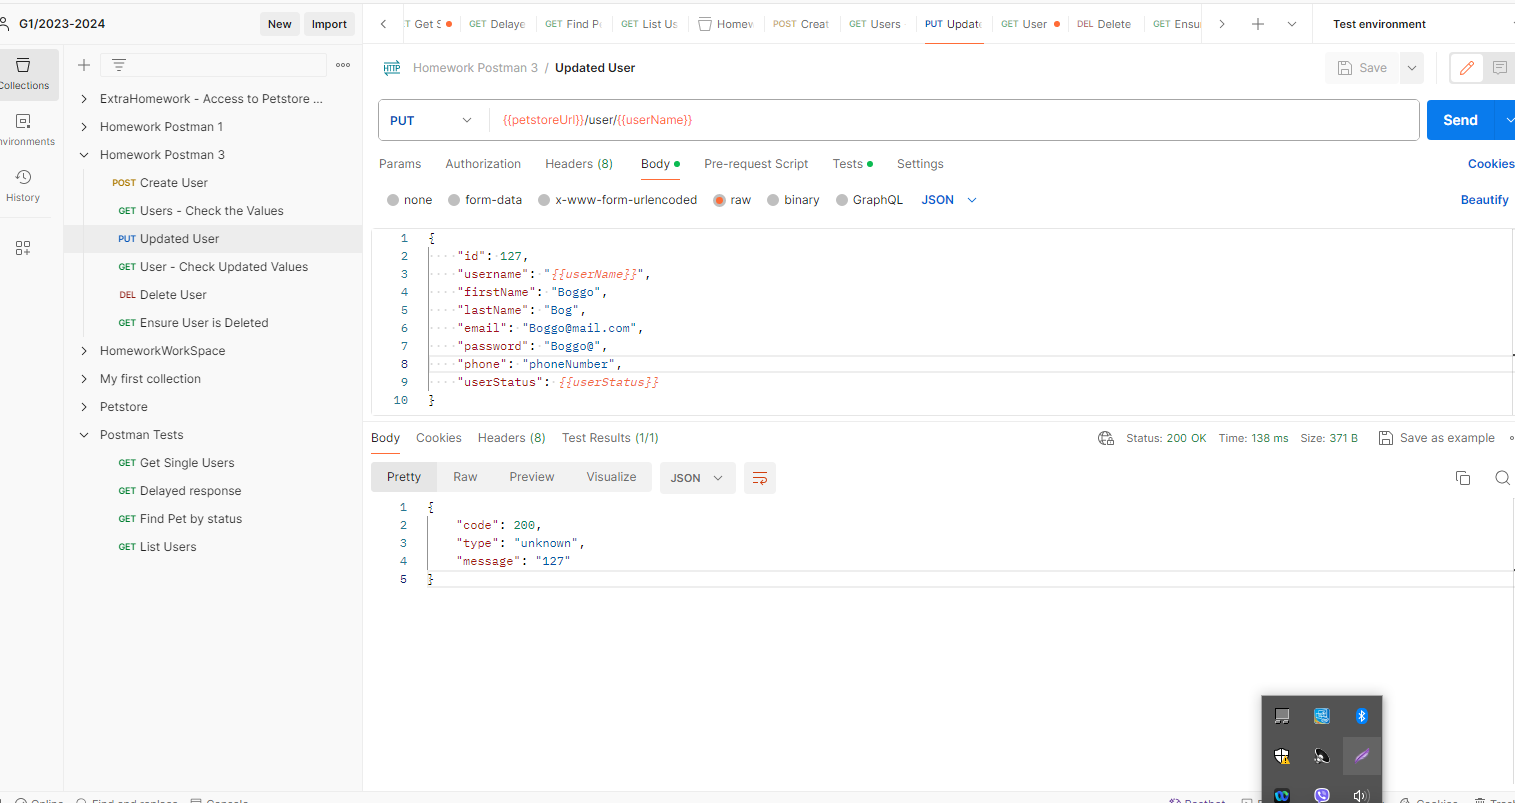 G1/2023-2024
New
Import
Get S
GET Delaye
GET Find P
GET List Us
Homew
POST Creat
GET Users
PUT Update
GET User
DEL Delete
GET Ensu
Test environment
Collections
nvironments
History
ExtraHomework - Access to Petstore ...
Homework Postman 1
Homework Postman 3
POST Create User
GET Users - Check the Values
PUT Updated User
GET User - Check Updated Values
DEL Delete User
GET Ensure User is Deleted
HomeworkWorkSpace
My first collection
Petstore
Postman Tests
GET Get Single Users
GET Delayed response
GET Find Pet by status
GET List Users
HTTP Homework Postman 3 / Updated User
Save
PUT
{{petstoreUrl}}/user/{{userName}}
Send
Params Authorization Headers (8) Body Pre-request Script Tests Settings
Cookies
none form-data x-www-form-urlencoded raw binary GraphQL JSON
Beautify
1 {
2 "id": 127,
3 "username": "{{userName}}",
4 "firstName": "Boggo",
5 "lastName": "Bog",
6 "email": "Boggo@mail.com",
7 "password": "Boggo@",
8 "phone": "phoneNumber",
9 "userStatus": {{userStatus}}
10 }
Body Cookies Headers (8) Test Results (1/1)
Status: 200 OK Time: 138 ms Size: 371 B
Save as example
Pretty Raw Preview Visualize JSON
1 {
2 "code": 200,
3 "type": "unknown",
4 "message": "127"
5 }
Online Find and replace Console
Postbot
Cookies